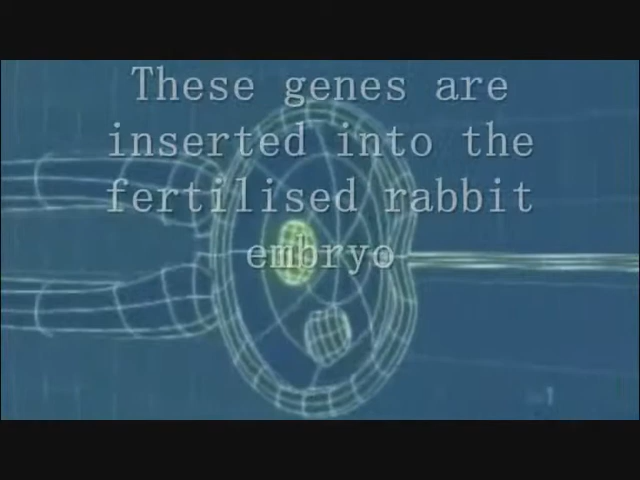 These genes are
inserted into the
fertilised rabbit
embryo